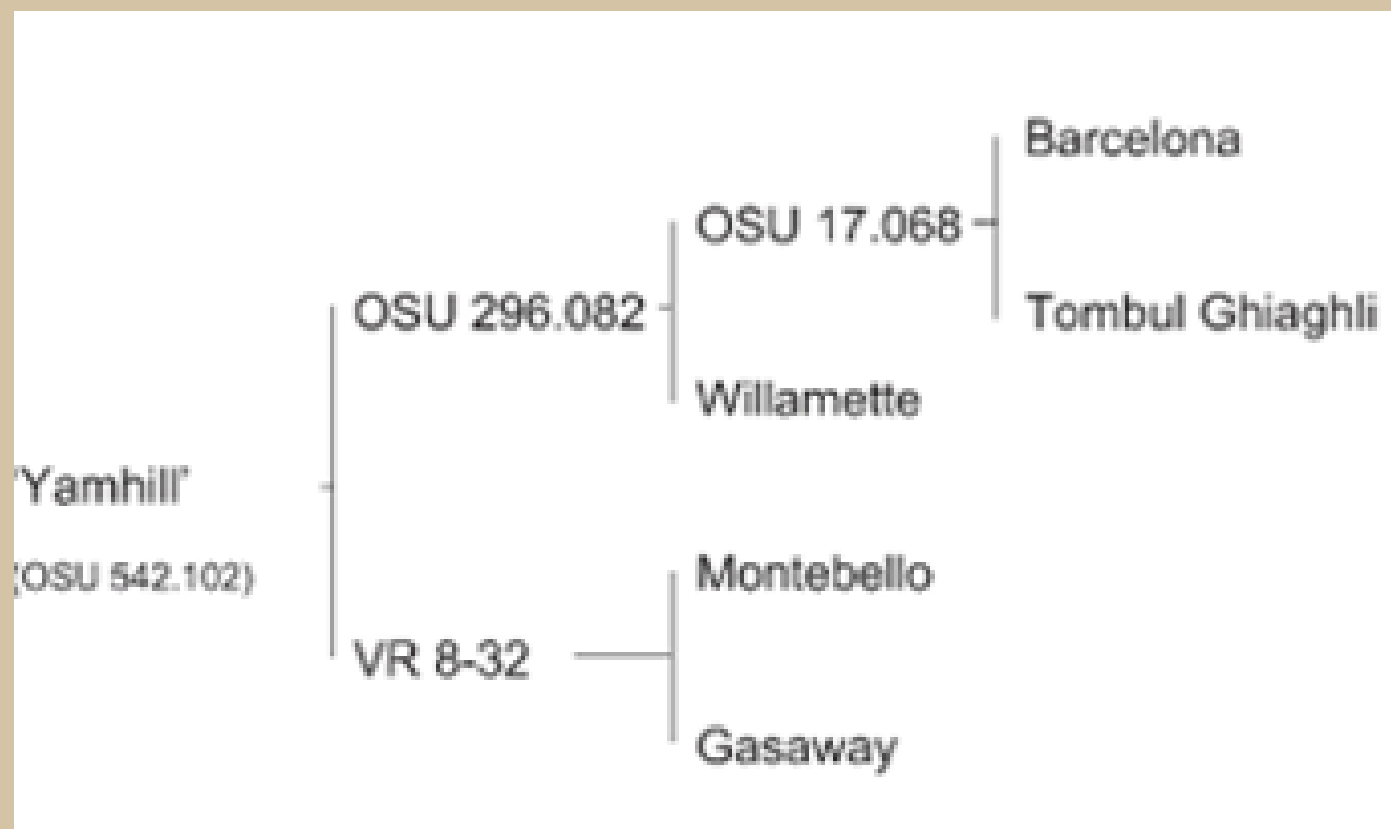 Barcelona
OSU 17.068
OSU 296.082
Tombul Ghiaghli
Willamette
'Yamhill'
(OSU 542.102)
Montebello
VR 8-32
Gasaway